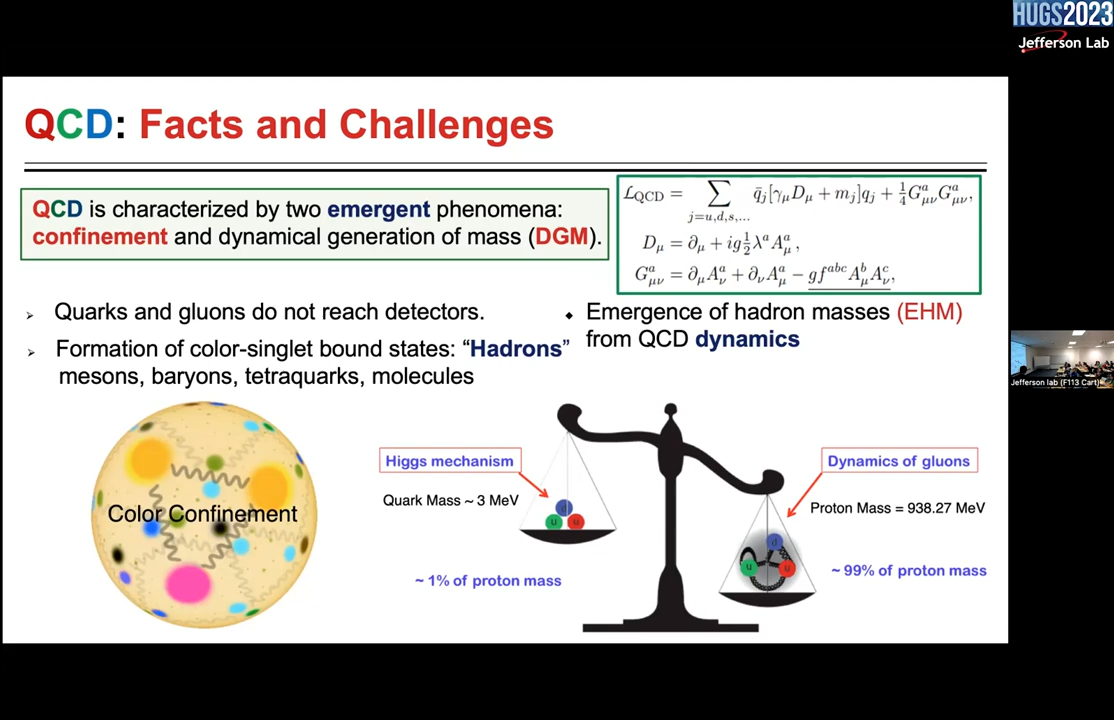 HUGS2023
Jefferson Lab
QCD: Facts and Challenges
QCD is characterized by two emergent phenomena:
confinement and dynamical generation of mass (DGM).
ℒ_QCD = ∑_{j=u,d,s,...} q̄_j[γ_μ D_μ + m_j]q_j + ¼G^a_{μν}G^a_{μν},
D_μ = ∂_μ + ig½λ^a A^a_μ ,
G^a_{μν} = ∂_μ A^a_ν + ∂_ν A^a_μ − gf^{abc}A^b_μ A^c_ν,
➢ Quarks and gluons do not reach detectors.
➢ Formation of color-singlet bound states: “Hadrons”
mesons, baryons, tetraquarks, molecules
◆ Emergence of hadron masses (EHM)
from QCD dynamics
Jefferson lab (F113 Cart)
Color Confinement
Higgs mechanism
Quark Mass ~ 3 MeV
d
u u
~ 1% of proton mass
Dynamics of gluons
Proton Mass = 938.27 MeV
d
u u
~ 99% of proton mass